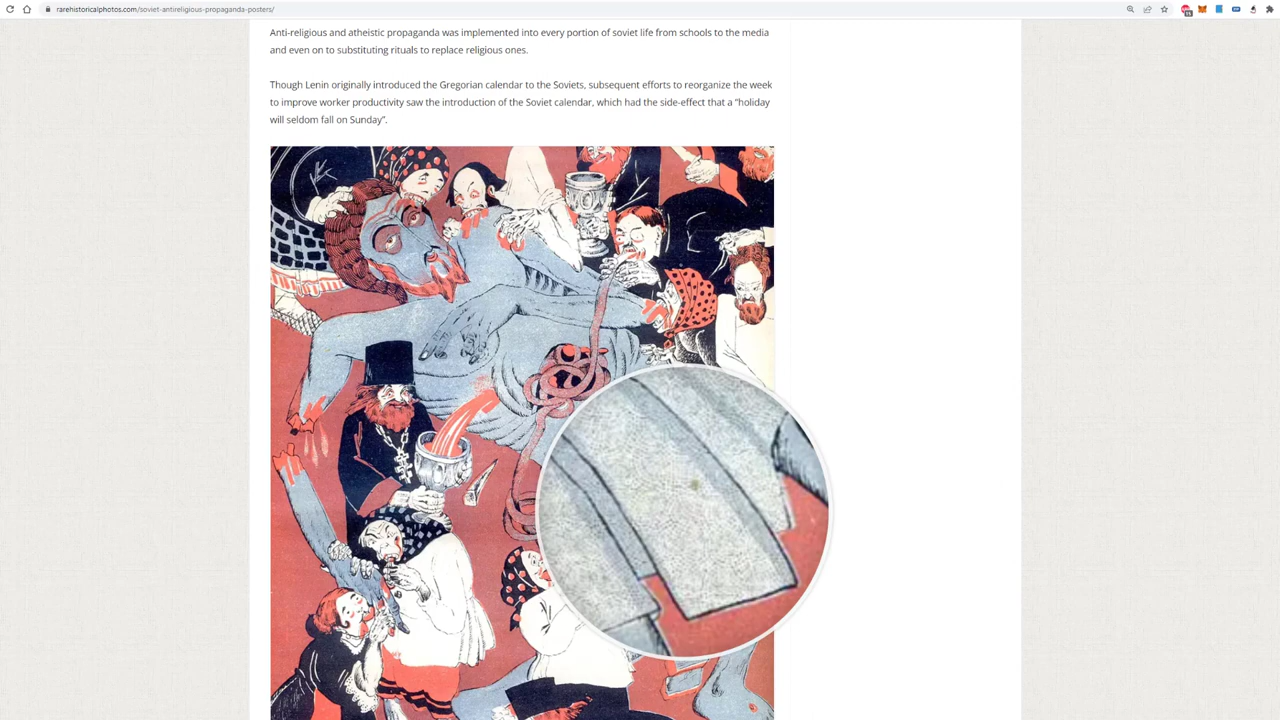 rarehistoricalphotos.com/soviet-antireligious-propaganda-posters/
Anti-religious and atheistic propaganda was implemented into every portion of soviet life from schools to the media
and even on to substituting rituals to replace religious ones.
Though Lenin originally introduced the Gregorian calendar to the Soviets, subsequent efforts to reorganize the week
to improve worker productivity saw the introduction of the Soviet calendar, which had the side-effect that a “holiday
will seldom fall on Sunday”.